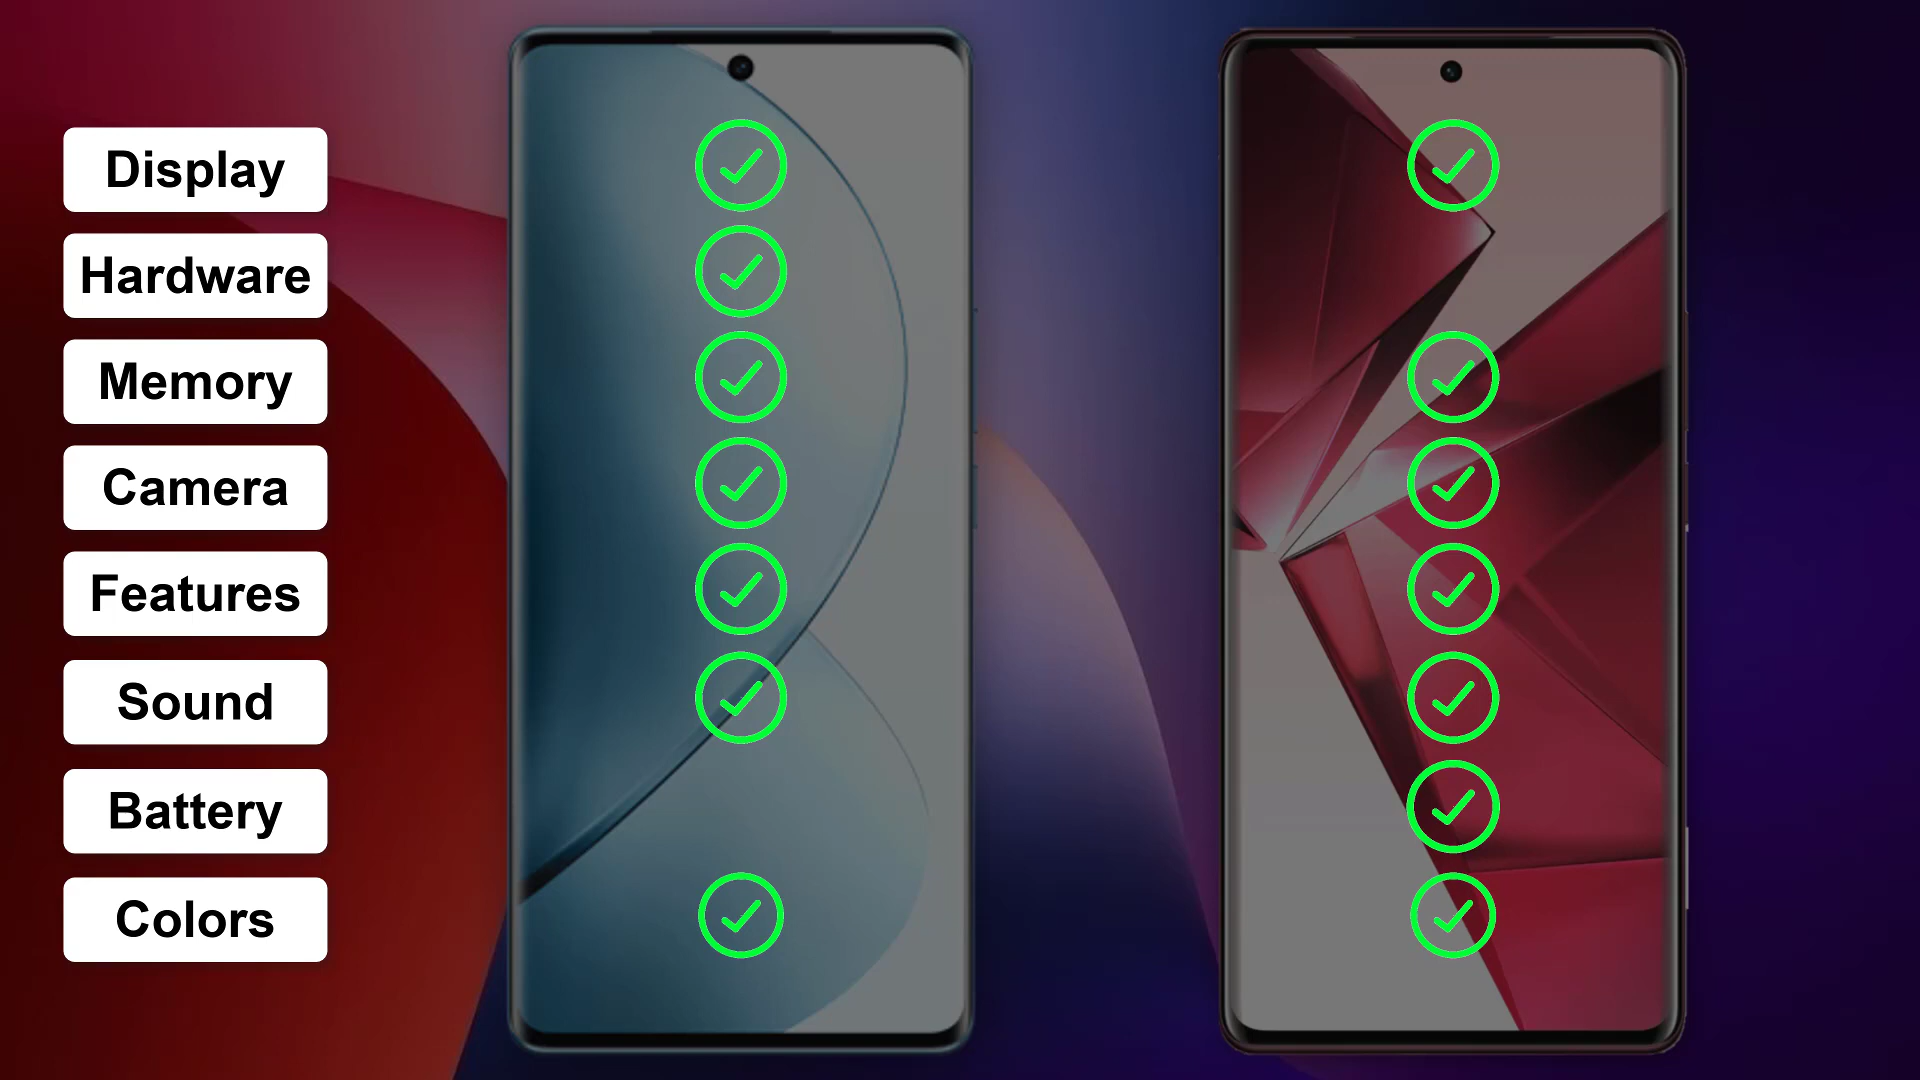 Display
Hardware
Memory
Camera
Features
Sound
Battery
Colors